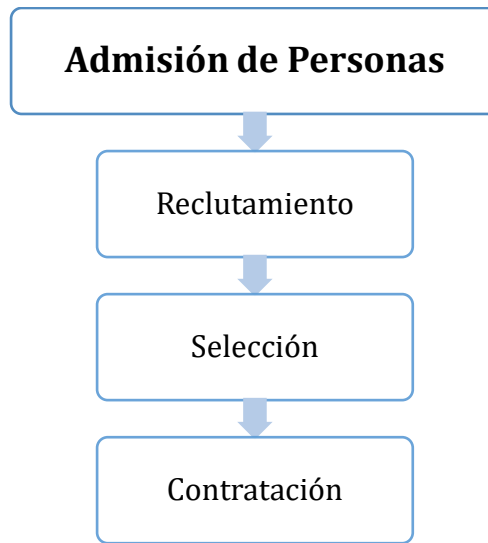 Admisión de Personas
Reclutamiento
Selección
Contratación